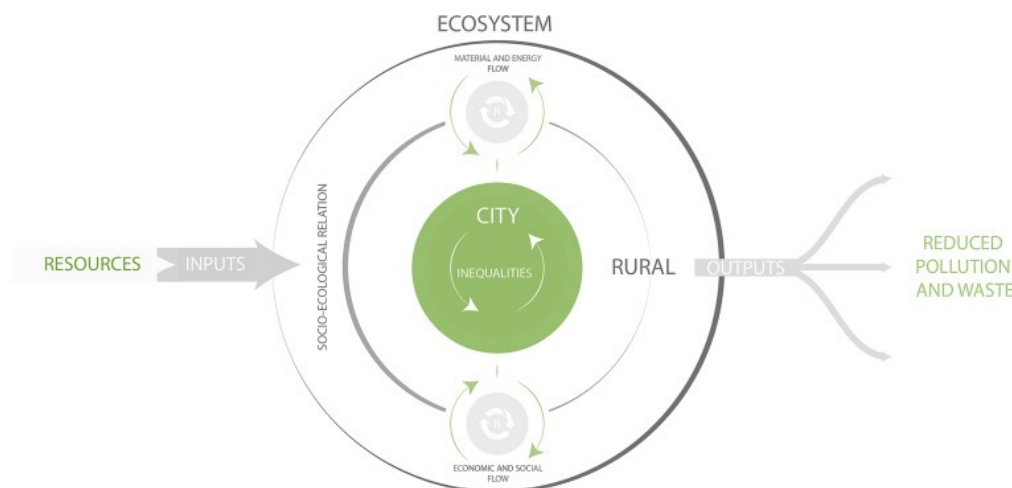 ECOSYSTEM
MATERIAL AND ENERGY
FLOW
R
SOCIO-ECOLOGICAL RELATION
CITY
INEQUALITIES
RESOURCES
INPUTS
RURAL
OUTPUTS
REDUCED
POLLUTION
AND WASTE
R
ECONOMIC AND SOCIAL
FLOW